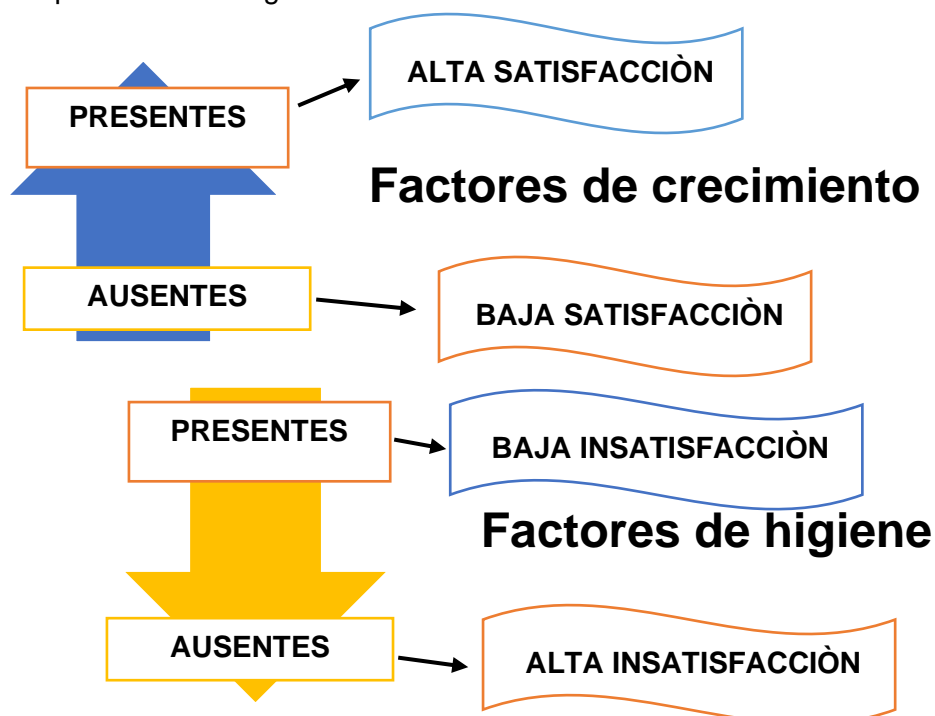 ALTA SATISFACCIÒN
PRESENTES
Factores de crecimiento
AUSENTES
BAJA SATISFACCIÒN
PRESENTES
BAJA INSATISFACCIÒN
Factores de higiene
AUSENTES
ALTA INSATISFACCIÒN